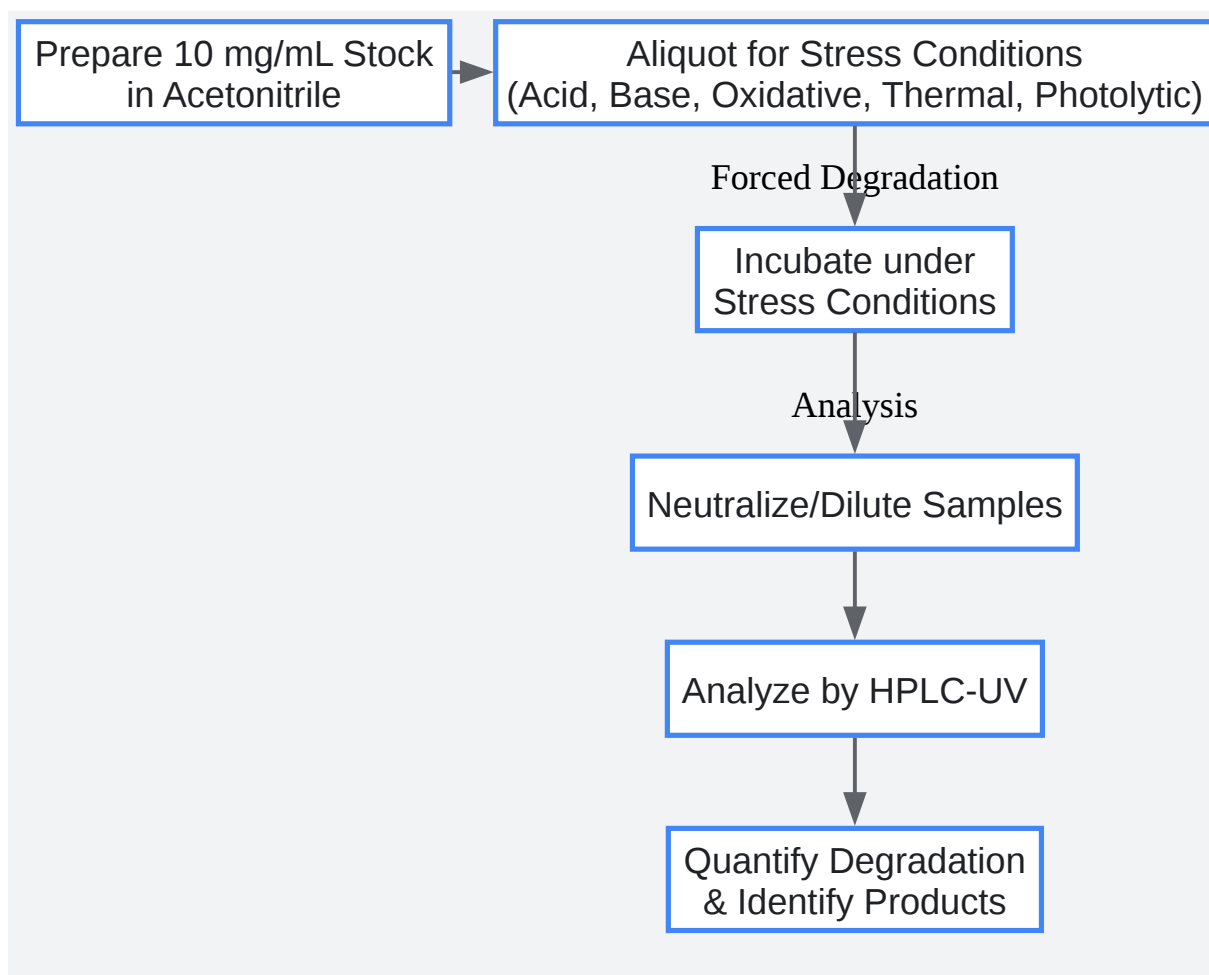 Prepare 10 mg/mL Stock
in Acetonitrile
Aliquot for Stress Conditions
(Acid, Base, Oxidative, Thermal, Photolytic)
Forced Degradation
Incubate under
Stress Conditions
Analysis
Neutralize/Dilute Samples
Analyze by HPLC-UV
Quantify Degradation
& Identify Products